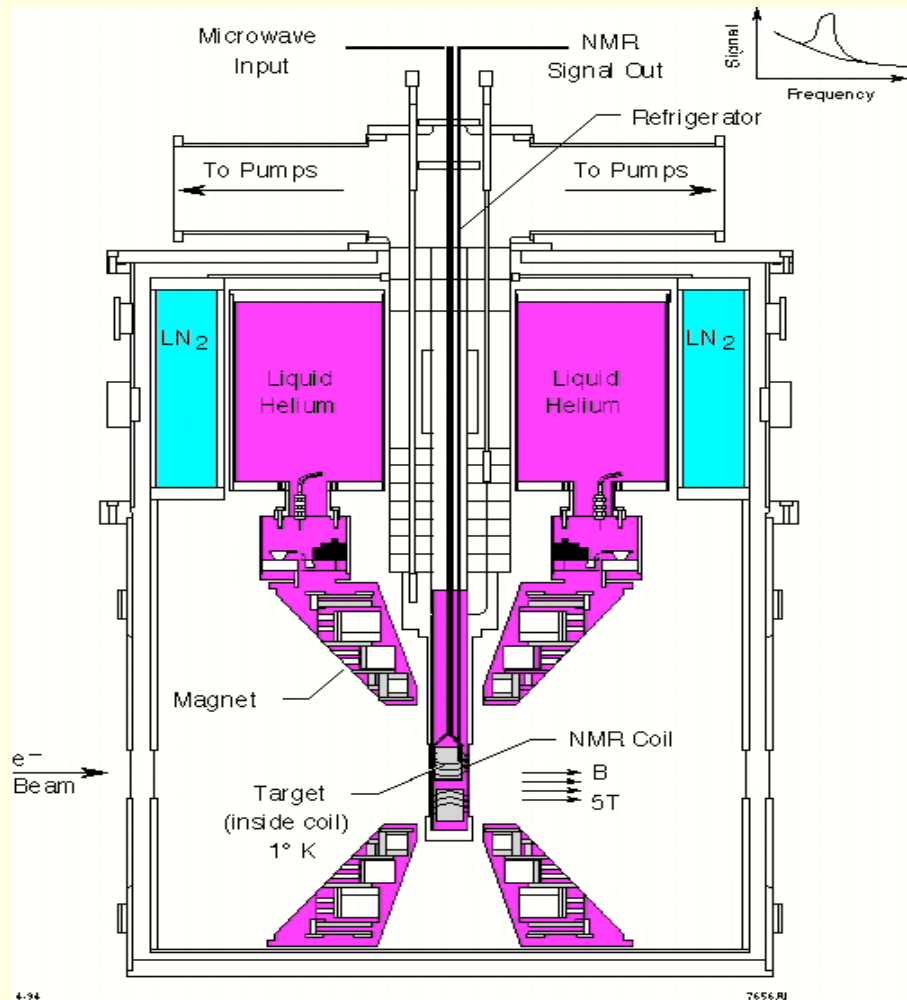 Microwave
Input
NMR
Signal Out
Signal
Frequency
Refrigerator
To Pumps
To Pumps
LN2
Liquid
Helium
Liquid
Helium
LN2
Magnet
NMR Coil
e–
Beam
Target
(inside coil)
1° K
B
5T
4-94
7656A1